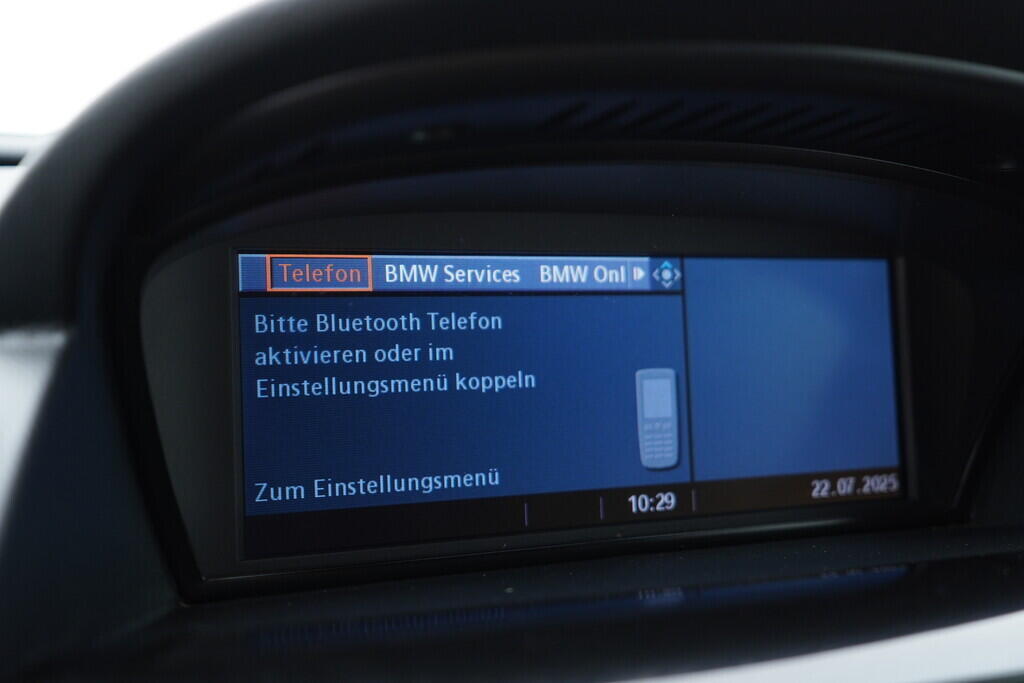 Telefon BMW Services BMW Onl
Bitte Bluetooth Telefon
aktivieren oder im
Einstellungsmenü koppeln
Zum Einstellungsmenü
10:29 22.07.2025